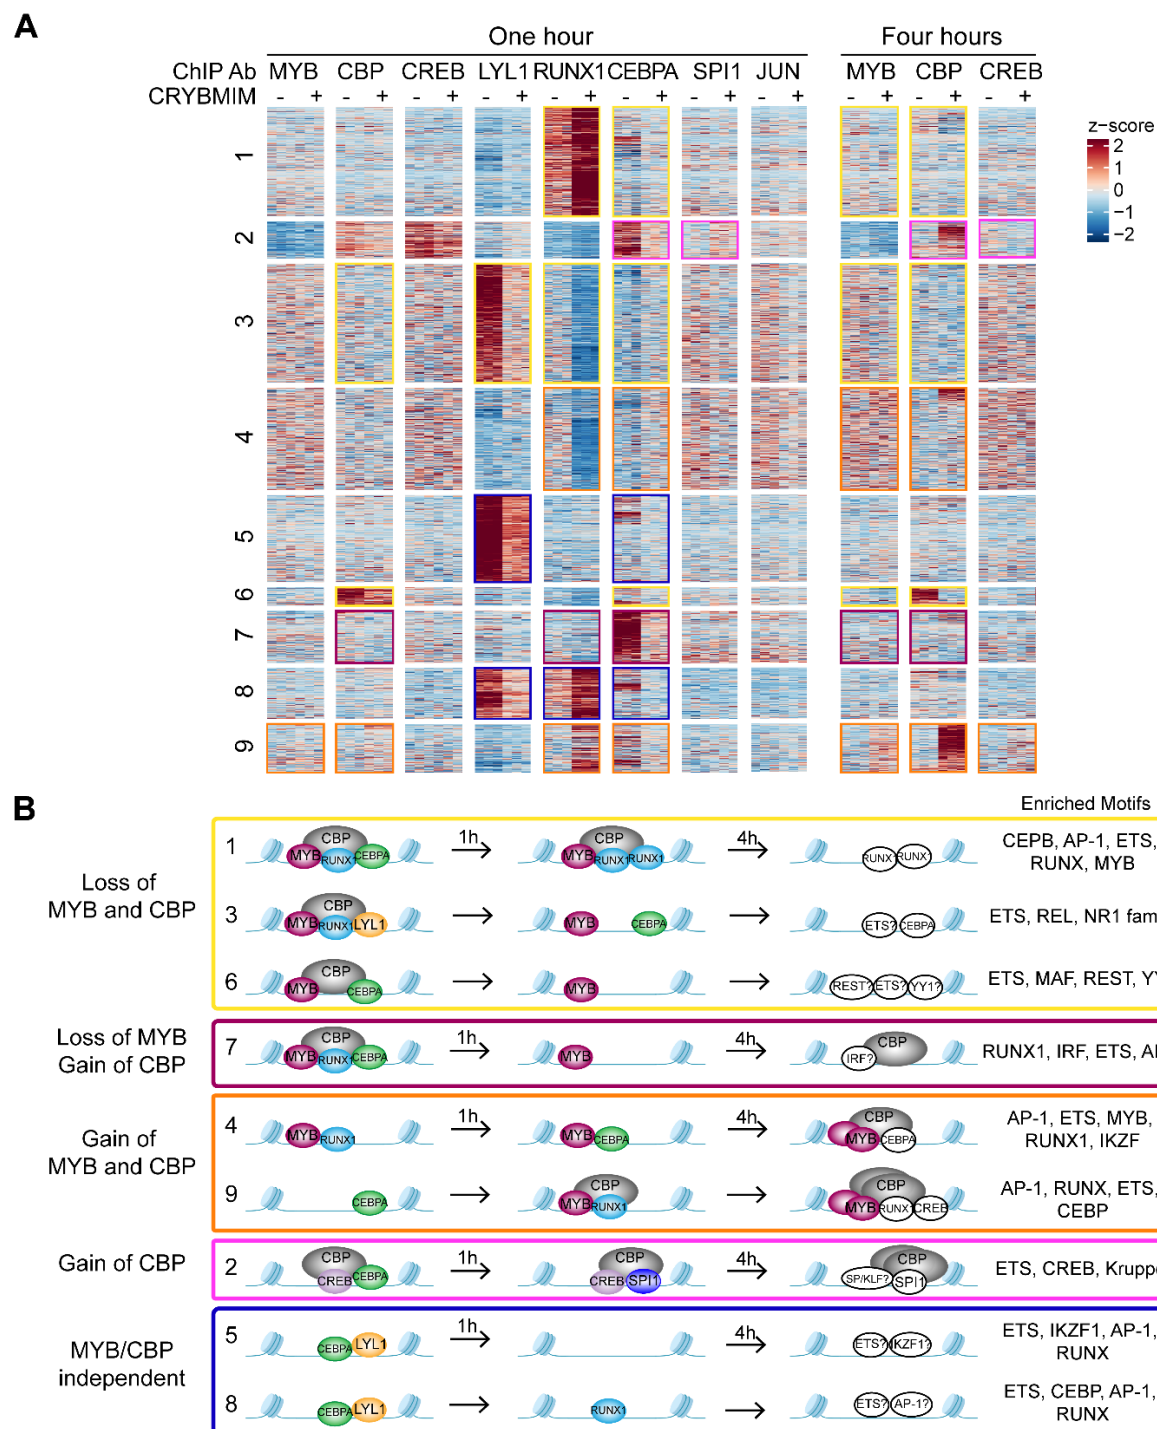 A
One hour Four hours
ChIP Ab MYB CBP CREB LYL1 RUNX1 CEBPA SPI1 JUN MYB CBP CREB
CRYBMIM - + - + - + - + - + - + - + - + - + - + - +
z-score
2
1
0
-1
-2
1
2
3
4
5
6
7
8
9
B
Enriched Motifs
Loss of
MYB and CBP
1 CBP MYB RUNX1 CEBPA 1h CBP MYB RUNX1 RUNX1 4h RUNX1 RUNX1 CEPB, AP-1, ETS,
RUNX, MYB
3 CBP MYB RUNX1 LYL1 MYB CEBPA ETS? CEBPA ETS, REL, NR1 fam
6 CBP MYB CEBPA MYB REST? ETS? YY1? ETS, MAF, REST, YY
Loss of MYB
Gain of CBP
7 CBP MYB RUNX1 CEBPA 1h MYB 4h IRF? CBP RUNX1, IRF, ETS, A
Gain of
MYB and CBP
4 MYB RUNX1 1h MYB CEBPA 4h CBP MYB CEBPA AP-1, ETS, MYB,
RUNX1, IKZF
9 CEBPA CBP MYB RUNX1 CBP MYB RUNX1 CREB AP-1, RUNX, ETS,
CEBP
Gain of CBP
2 CBP CREB CEBPA 1h CBP CREB SPI1 4h CBP SP/KLF? SPI1 ETS, CREB, Kruppe
MYB/CBP
independent
5 CEBPA LYL1 1h 4h ETS? IKZF1? ETS, IKZF1, AP-1,
RUNX
8 CEBPA LYL1 RUNX1 ETS? AP-1? ETS, CEBP, AP-1,
RUNX